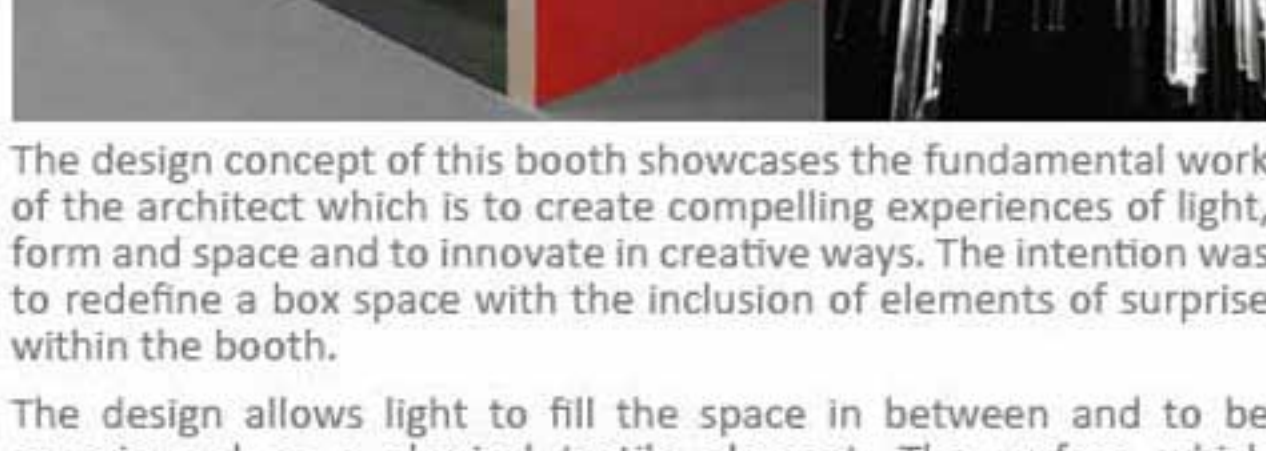 The design concept of this booth showcases the fundamental work
of the architect which is to create compelling experiences of light,
form and space and to innovate in creative ways. The intention was
to redefine a box space with the inclusion of elements of surprise
within the booth.
The design allows light to fill the space in between and to be